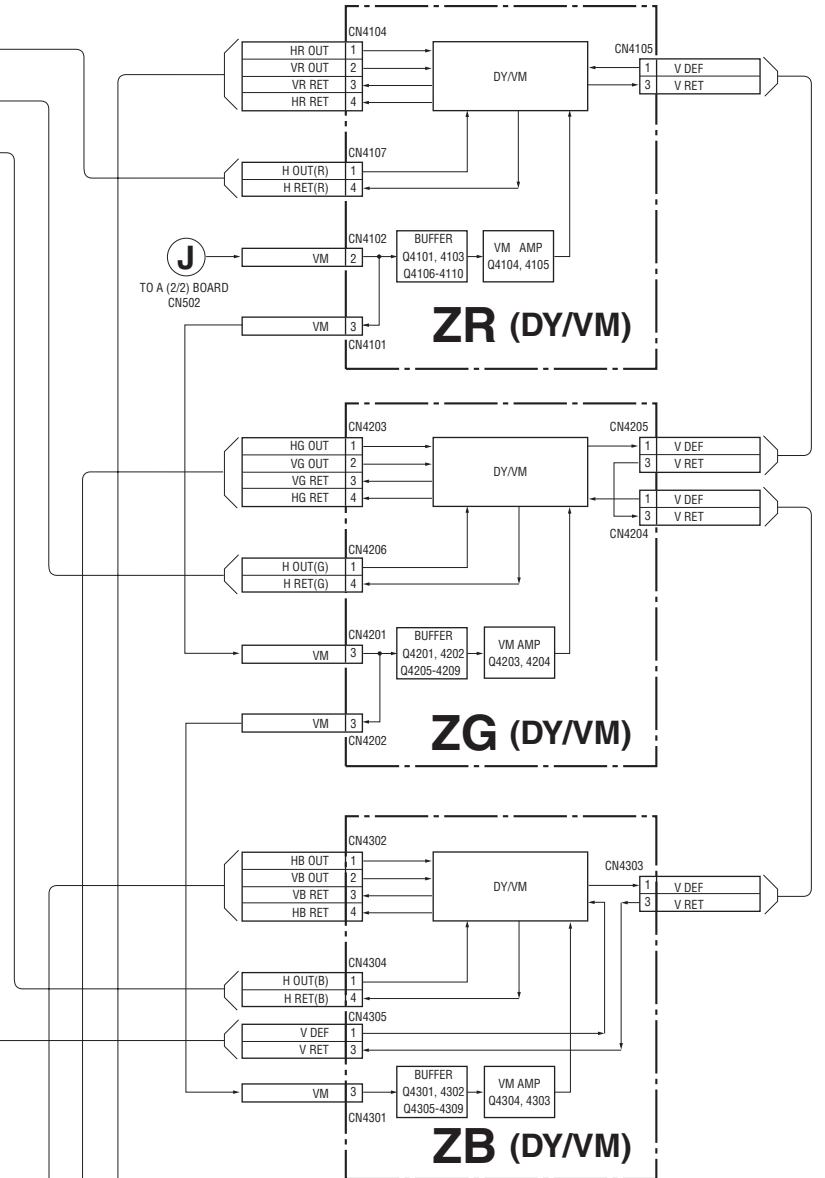 CN4104
HR OUT 1
VR OUT 2
VR RET 3
HR RET 4
DY/VM
CN4105
1 V DEF
3 V RET
CN4107
H OUT(R) 1
H RET(R) 4
J
TO A (2/2) BOARD
CN502
CN4102
VM 2
BUFFER
Q4101, 4103
Q4106-4110
VM AMP
Q4104, 4105
VM 3
CN4101
ZR (DY/VM)
CN4203
HG OUT 1
VG OUT 2
VG RET 3
HG RET 4
DY/VM
CN4205
1 V DEF
3 V RET
1 V DEF
3 V RET
CN4204
CN4206
H OUT(G) 1
H RET(G) 4
CN4201
VM 3
BUFFER
Q4201, 4202
Q4205-4209
VM AMP
Q4203, 4204
VM 3
CN4202
ZG (DY/VM)
CN4302
HB OUT 1
VB OUT 2
VB RET 3
HB RET 4
DY/VM
CN4303
1 V DEF
3 V RET
CN4304
H OUT(B) 1
H RET(B) 4
CN4305
V DEF 1
V RET 3
VM 3
CN4301
BUFFER
Q4301, 4302
Q4305-4309
VM AMP
Q4304, 4303
ZB (DY/VM)